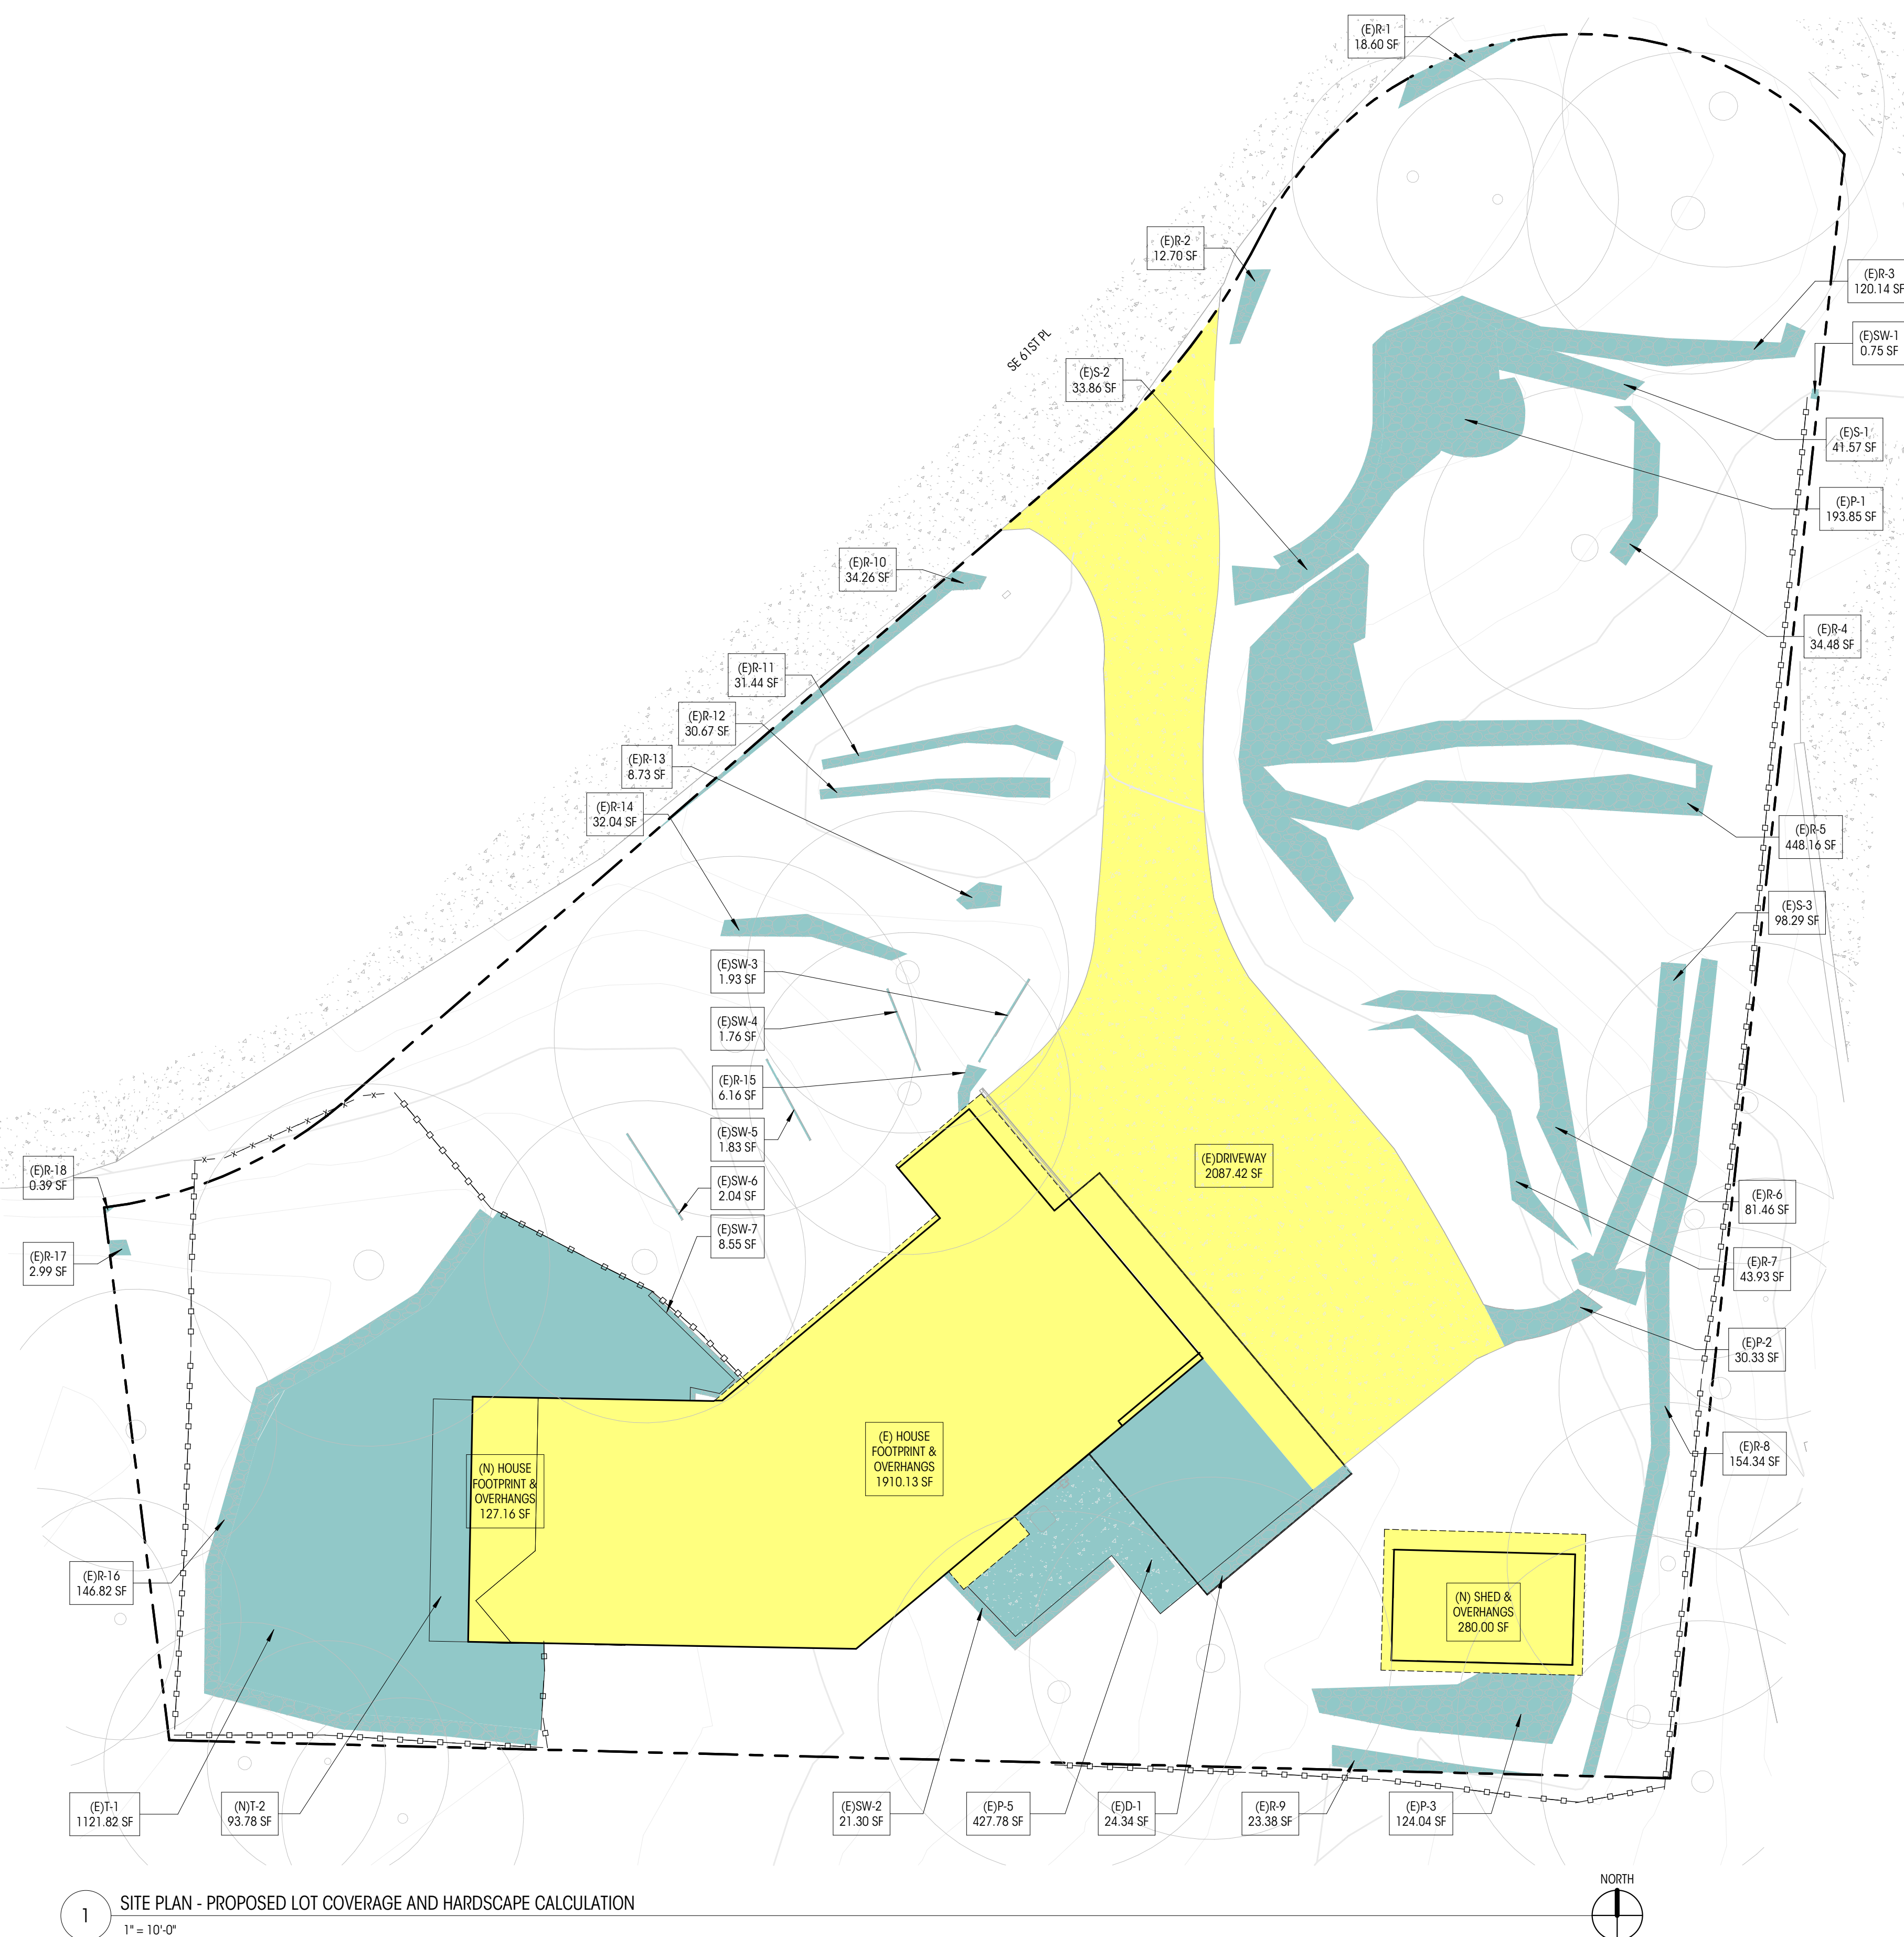 (E)R-1
18.60 SF
(E)R-2
12.70 SF
(E)R-3
120.14 SF
(E)SW-1
0.75 SF
SE 61ST PL
(E)S-2
33.86 SF
(E)S-1
41.57 SF
(E)P-1
193.85 SF
(E)R-10
34.26 SF
(E)R-4
34.48 SF
(E)R-11
31.44 SF
(E)R-12
30.67 SF
(E)R-13
8.73 SF
(E)R-14
32.04 SF
(E)R-5
448.16 SF
(E)S-3
98.29 SF
(E)SW-3
1.93 SF
(E)SW-4
1.76 SF
(E)R-15
6.16 SF
(E)SW-5
1.83 SF
(E)SW-6
2.04 SF
(E)SW-7
8.55 SF
(E)DRIVEWAY
2087.42 SF
(E)R-18
0.39 SF
(E)R-17
2.99 SF
(E)R-6
81.46 SF
(E)R-7
43.93 SF
(E)P-2
30.33 SF
(E)R-8
154.34 SF
(E) HOUSE
FOOTPRINT &
OVERHANGS
1910.13 SF
(N) HOUSE
FOOTPRINT &
OVERHANGS
127.16 SF
(E)R-16
146.82 SF
(N) SHED &
OVERHANGS
280.00 SF
(E)T-1
1121.82 SF
(N)T-2
93.78 SF
(E)SW-2
21.30 SF
(E)P-5
427.78 SF
(E)D-1
24.34 SF
(E)R-9
23.38 SF
(E)P-3
124.04 SF
1
SITE PLAN - PROPOSED LOT COVERAGE AND HARDSCAPE CALCULATION
1" = 10'-0"
NORTH